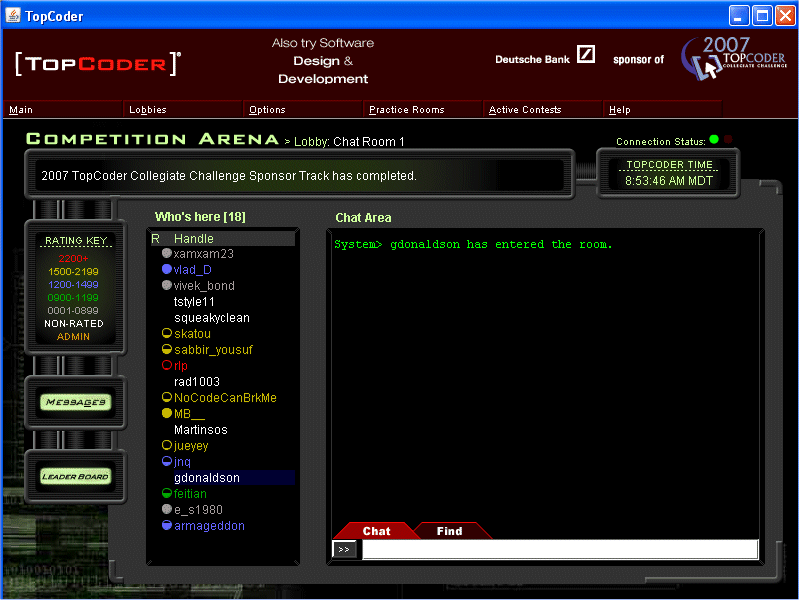 TopCoder
[TOPCODER]®
Also try Software
Design &
Development
Deutsche Bank
sponsor of
2007
TOPCODER
COLLEGIATE CHALLENGE
Main
Lobbies
Options
Practice Rooms
Active Contests
Help
COMPETITION ARENA > Lobby: Chat Room 1
Connection Status:
2007 TopCoder Collegiate Challenge Sponsor Track has completed.
TOPCODER TIME
8:53:46 AM MDT
RATING KEY
2200+
1500-2199
1200-1499
0900-1199
0001-0899
NON-RATED
ADMIN
MESSAGES
LEADER BOARD
Who's here [18]
R Handle
xamxam23
vlad_D
vivek_bond
tstyle11
squeakyclean
skatou
sabbir_yousuf
rlp
rad1003
NoCodeCanBrkMe
MB__
Martinsos
jueyey
jnq
gdonaldson
feitian
e_s1980
armageddon
Chat Area
System> gdonaldson has entered the room.
Chat
Find
>>